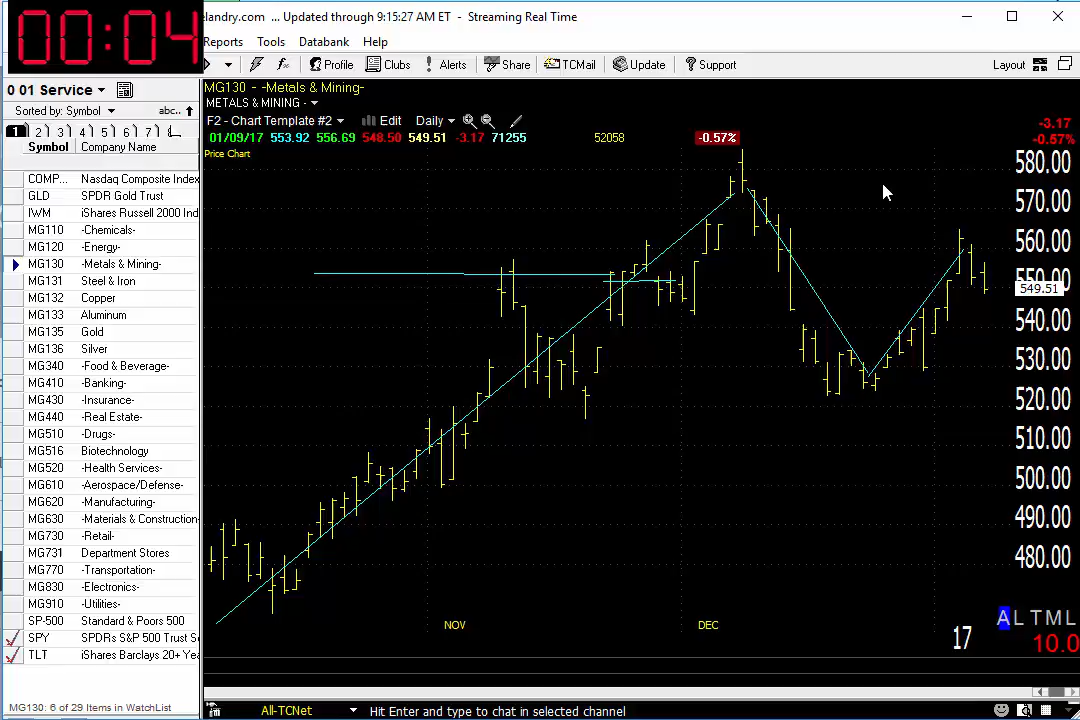 00:04
elandry.com ... Updated through 9:15:27 AM ET - Streaming Real Time
Reports Tools Databank Help
Profile Clubs Alerts Share TCMail Update Support Layout
0 01 Service
Sorted by: Symbol abc..
1 2 3 4 5 6 7
Symbol Company Name
COMP... Nasdaq Composite Index
GLD SPDR Gold Trust
IWM iShares Russell 2000 Ind
MG110 -Chemicals-
MG120 -Energy-
MG130 -Metals & Mining-
MG131 Steel & Iron
MG132 Copper
MG133 Aluminum
MG135 Gold
MG136 Silver
MG340 -Food & Beverage-
MG410 -Banking-
MG430 -Insurance-
MG440 -Real Estate-
MG510 -Drugs-
MG516 Biotechnology
MG520 -Health Services-
MG610 -Aerospace/Defense-
MG620 -Manufacturing-
MG630 -Materials & Construction-
MG730 -Retail-
MG731 Department Stores
MG770 -Transportation-
MG830 -Electronics-
MG910 -Utilities-
SP-500 Standard & Poors 500
SPY SPDRs S&P 500 Trust Se
TLT iShares Barclays 20+ Yea
MG130: 6 of 29 Items in WatchList
MG130 - -Metals & Mining-
METALS & MINING -
F2 - Chart Template #2 Edit Daily
01/09/17 553.92 556.69 548.50 549.51 -3.17 71255 52058 -0.57%
Price Chart
-3.17
-0.57%
580.00
570.00
560.00
550.00
549.51
540.00
530.00
520.00
510.00
500.00
490.00
480.00
NOV DEC 17
A L T M L
10.0
All-TCNet Hit Enter and type to chat in selected channel